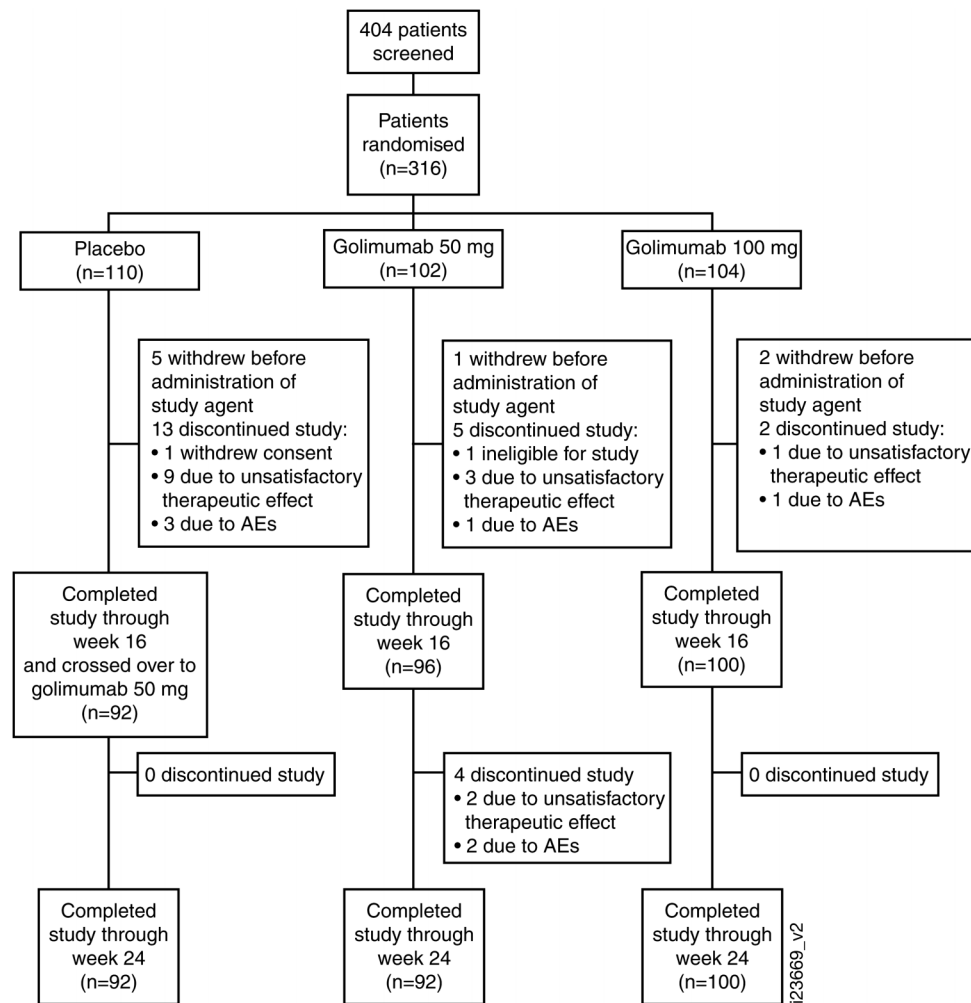 404 patients
screened
Patients
randomised
(n=316)
Placebo
(n=110)
Golimumab 50 mg
(n=102)
Golimumab 100 mg
(n=104)
5 withdrew before
administration of
study agent
13 discontinued study:
• 1 withdrew consent
• 9 due to unsatisfactory
therapeutic effect
• 3 due to AEs
1 withdrew before
administration of
study agent
5 discontinued study:
• 1 ineligible for study
• 3 due to unsatisfactory
therapeutic effect
• 1 due to AEs
2 withdrew before
administration of
study agent
2 discontinued study:
• 1 due to unsatisfactory
therapeutic effect
• 1 due to AEs
Completed
study through
week 16
and crossed over to
golimumab 50 mg
(n=92)
Completed
study through
week 16
(n=96)
Completed
study through
week 16
(n=100)
0 discontinued study
4 discontinued study
• 2 due to unsatisfactory
therapeutic effect
• 2 due to AEs
0 discontinued study
Completed
study through
week 24
(n=92)
Completed
study through
week 24
(n=92)
Completed
study through
week 24
(n=100)
i23669_v2